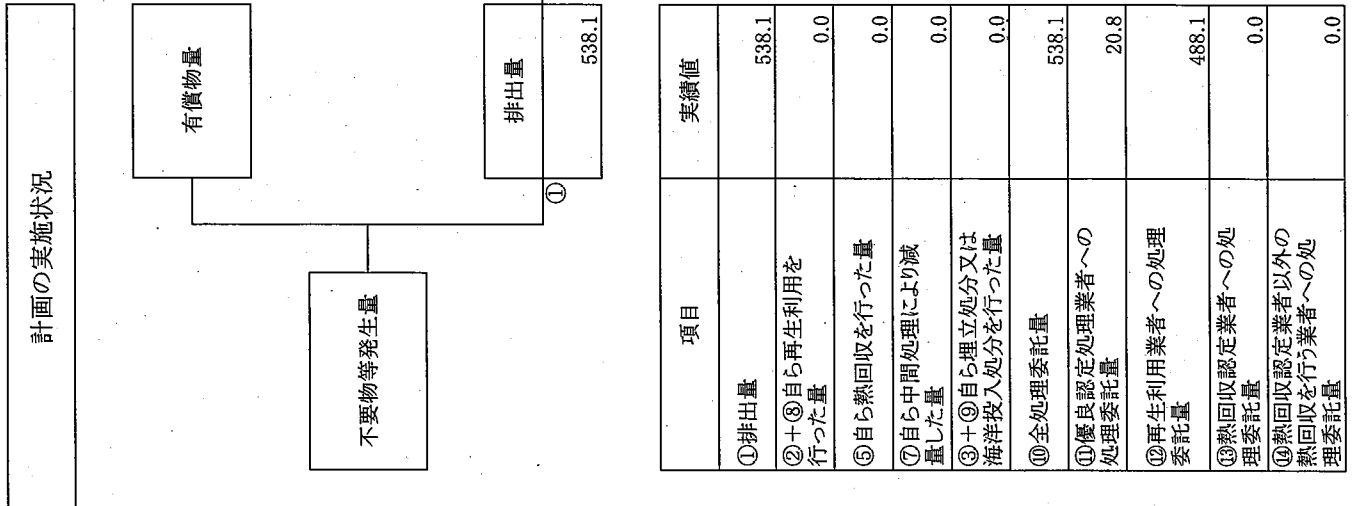 計画の実施状況
有償物量
不要物等発生量
排出量
①
538.1
項目
実績値
①排出量
538.1
②+⑧自ら再生利用を
行った量
0.0
⑤自ら熱回収を行った量
0.0
⑦自ら中間処理により減
量した量
0.0
③+⑨自ら埋立処分又は
海洋投入処分を行った量
0.0
⑩全処理委託量
538.1
⑪優良認定処理業者への
処理委託量
20.8
⑫再生利用業者への処理
委託量
488.1
⑬熱回収認定業者への処
理委託量
0.0
⑭熱回収認定業者以外の
熱回収を行う業者への処
理委託量
0.0